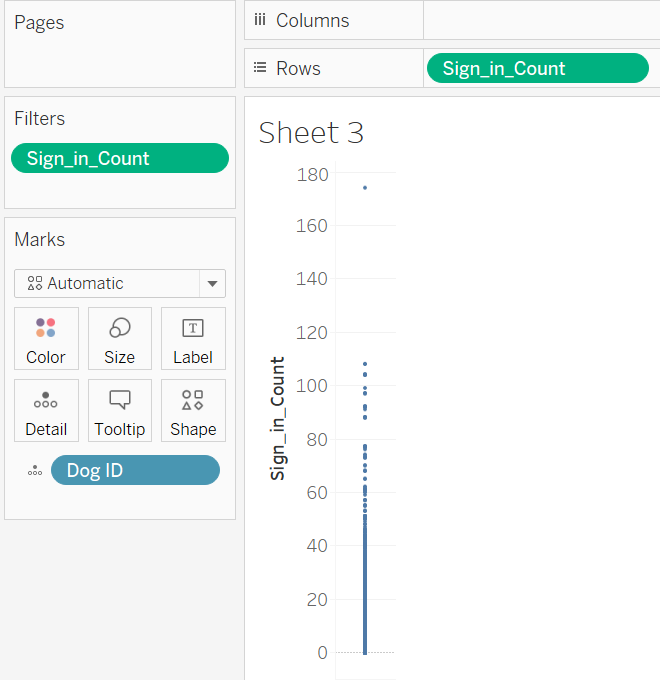 Pages
Columns
Rows
Sign_in_Count
Filters
Sign_in_Count
Marks
Automatic
Color
Size
T
Label
Detail
Tooltip
Shape
Dog ID
Sheet 3
Sign_in_Count
180
160
140
120
100
80
60
40
20
0